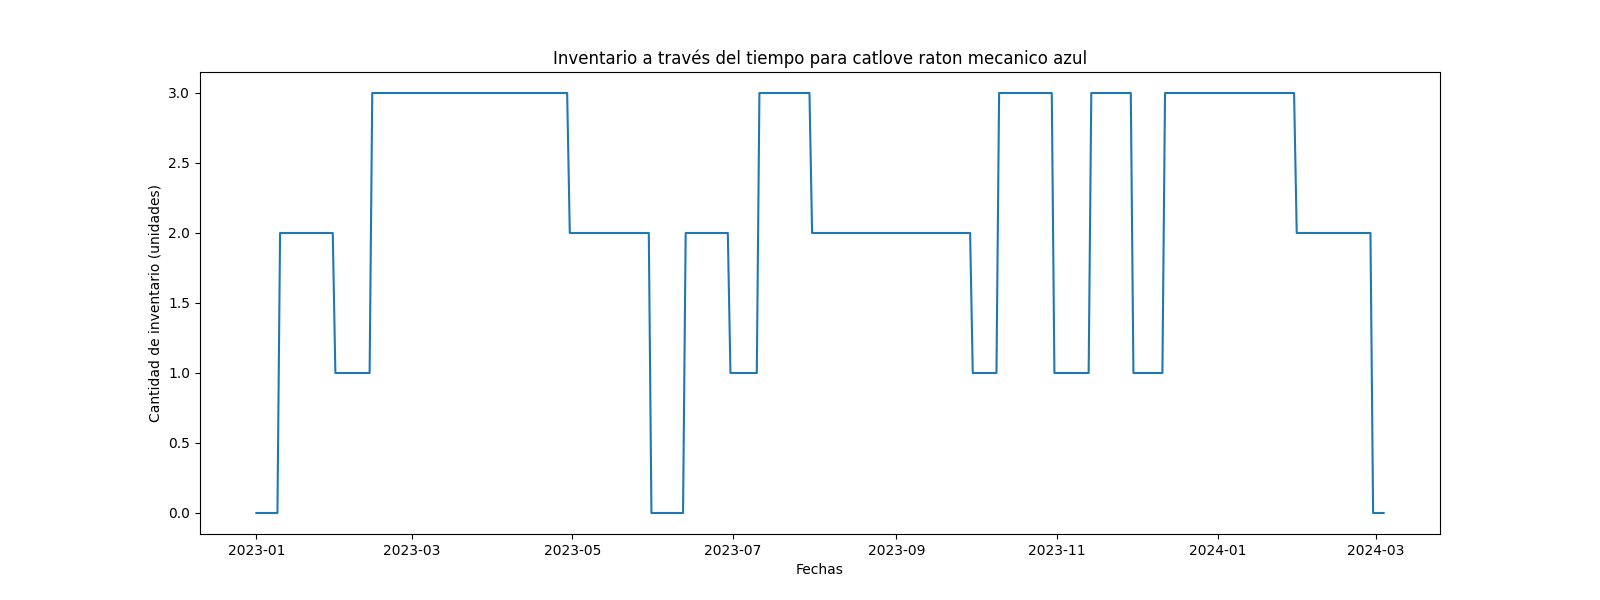 Inventario a través del tiempo para catlove raton mecanico azul
Cantidad de inventario (unidades)
3.0
2.5
2.0
1.5
1.0
0.5
0.0
2023-01 2023-03 2023-05 2023-07 2023-09 2023-11 2024-01 2024-03
Fechas